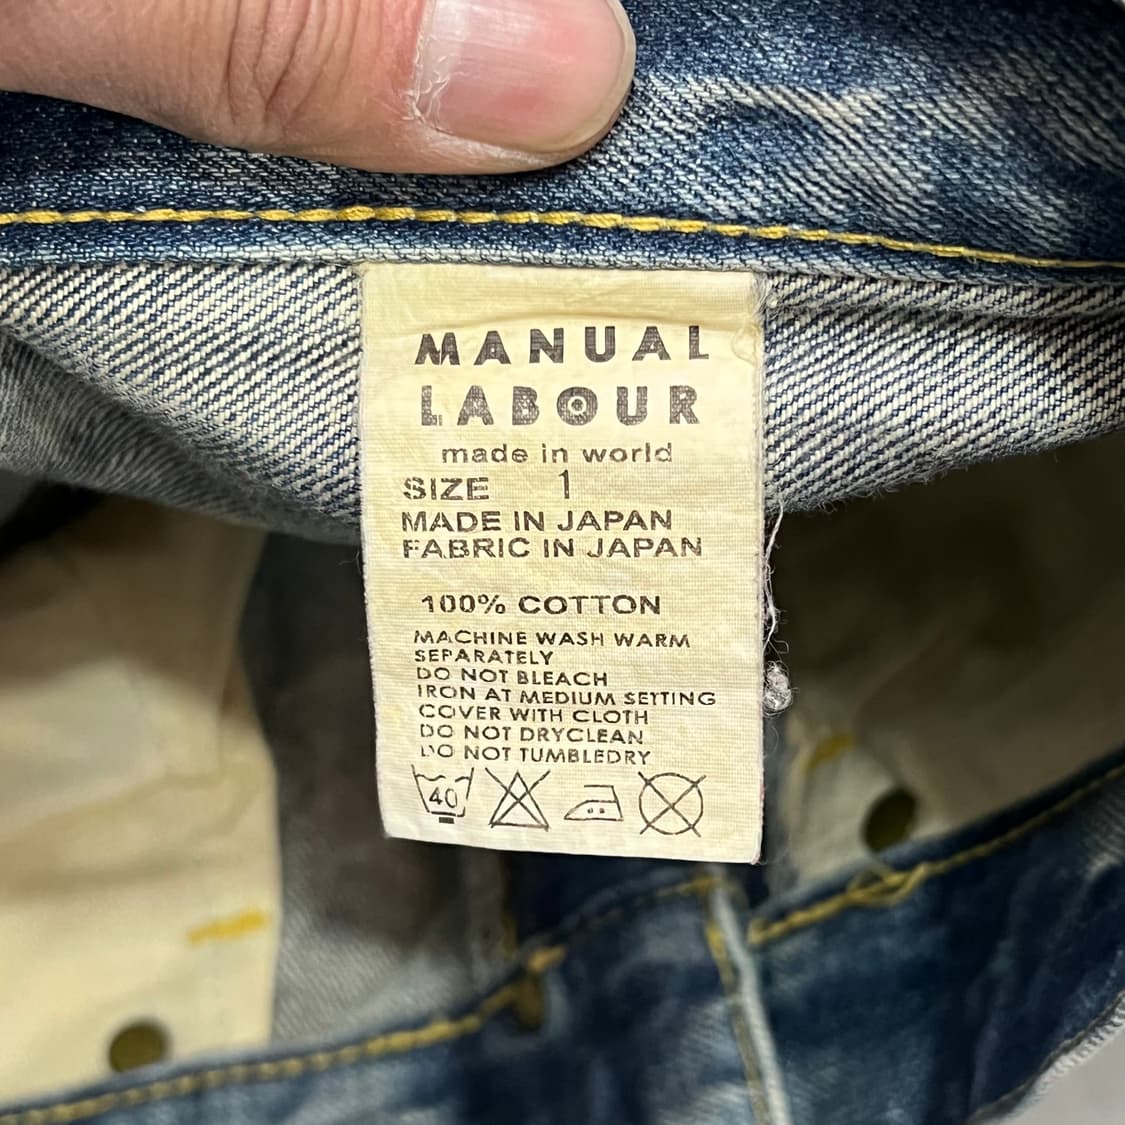 MANUAL
LABOUR
made in world
SIZE 1
MADE IN JAPAN
FABRIC IN JAPAN
100% COTTON
MACHINE WASH WARM
SEPARATELY
DO NOT BLEACH
IRON AT MEDIUM SETTING
COVER WITH CLOTH
DO NOT DRYCLEAN
DO NOT TUMBLEDRY
40